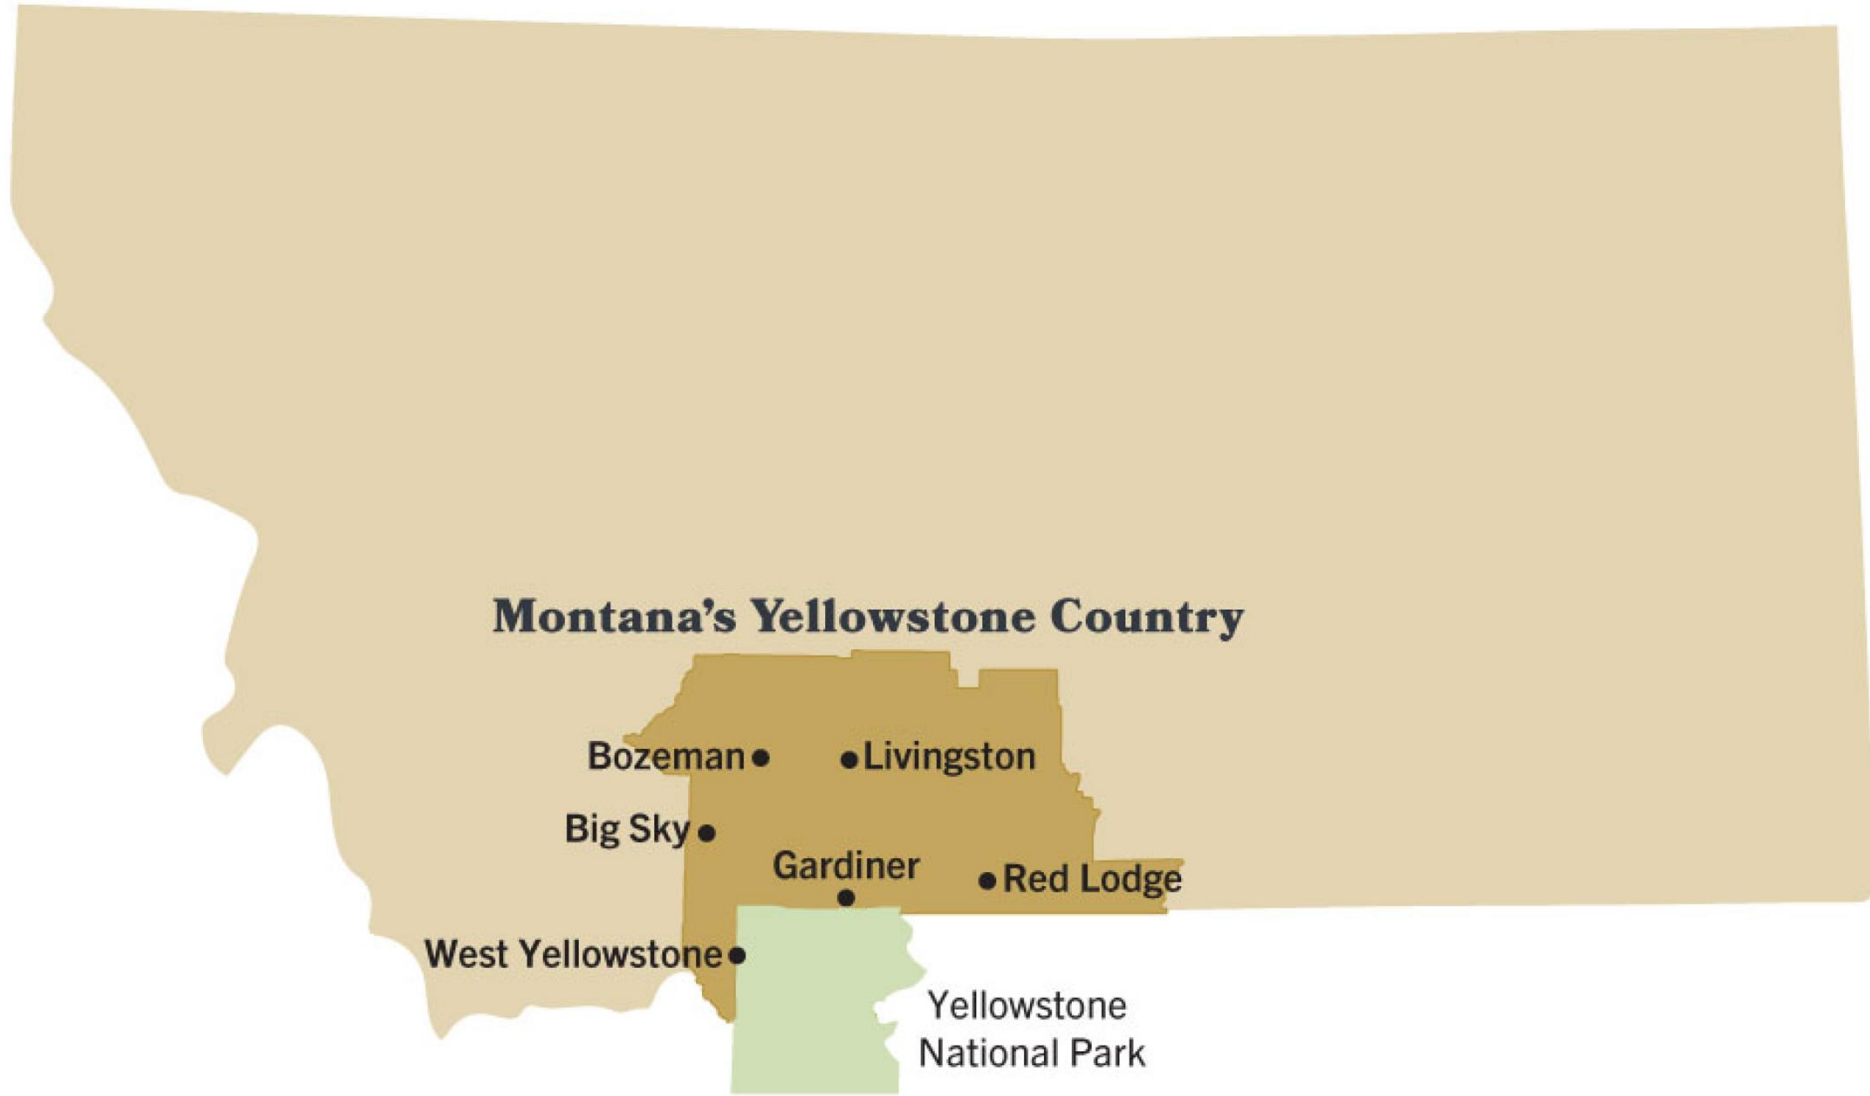 Montana's Yellowstone Country
Bozeman
Livingston
Big Sky
Gardiner
Red Lodge
West Yellowstone
Yellowstone
National Park